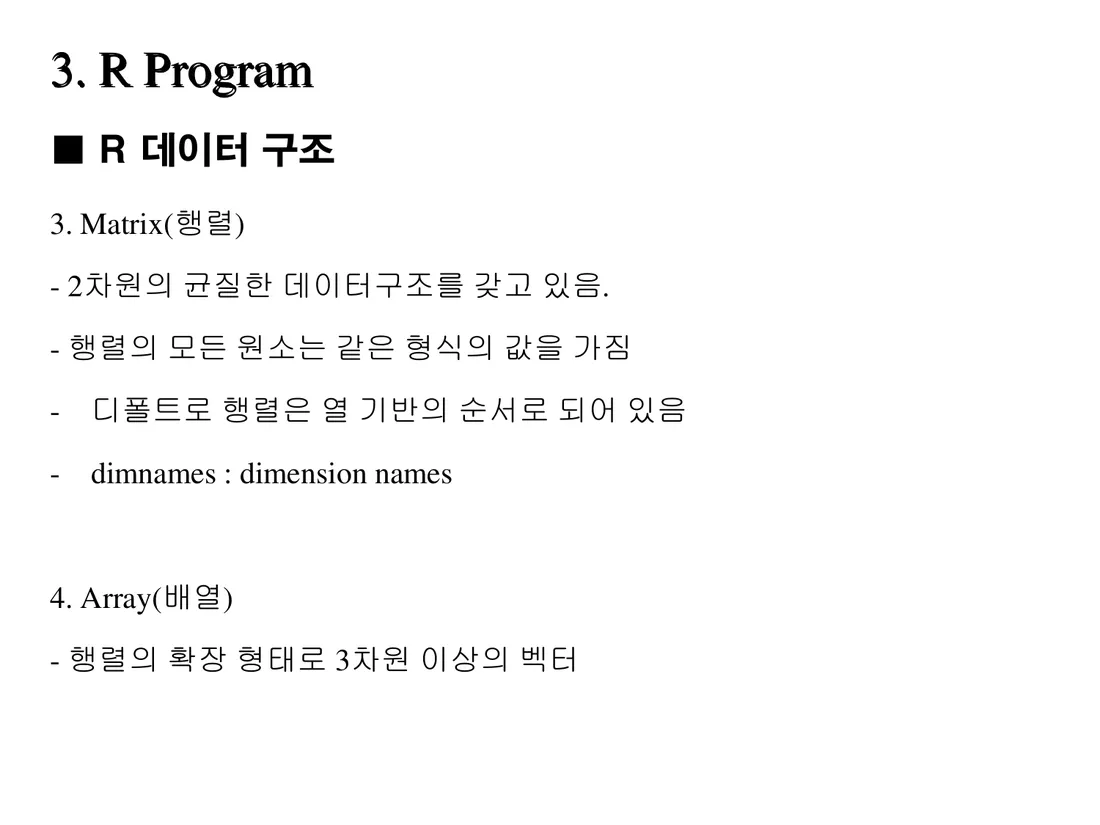 3. R Program
■ R 데이터 구조
3. Matrix(행렬)
- 2차원의 균질한 데이터구조를 갖고 있음.
- 행렬의 모든 원소는 같은 형식의 값을 가짐
- 디폴트로 행렬은 열 기반의 순서로 되어 있음
- dimnames : dimension names
4. Array(배열)
- 행렬의 확장 형태로 3차원 이상의 벡터